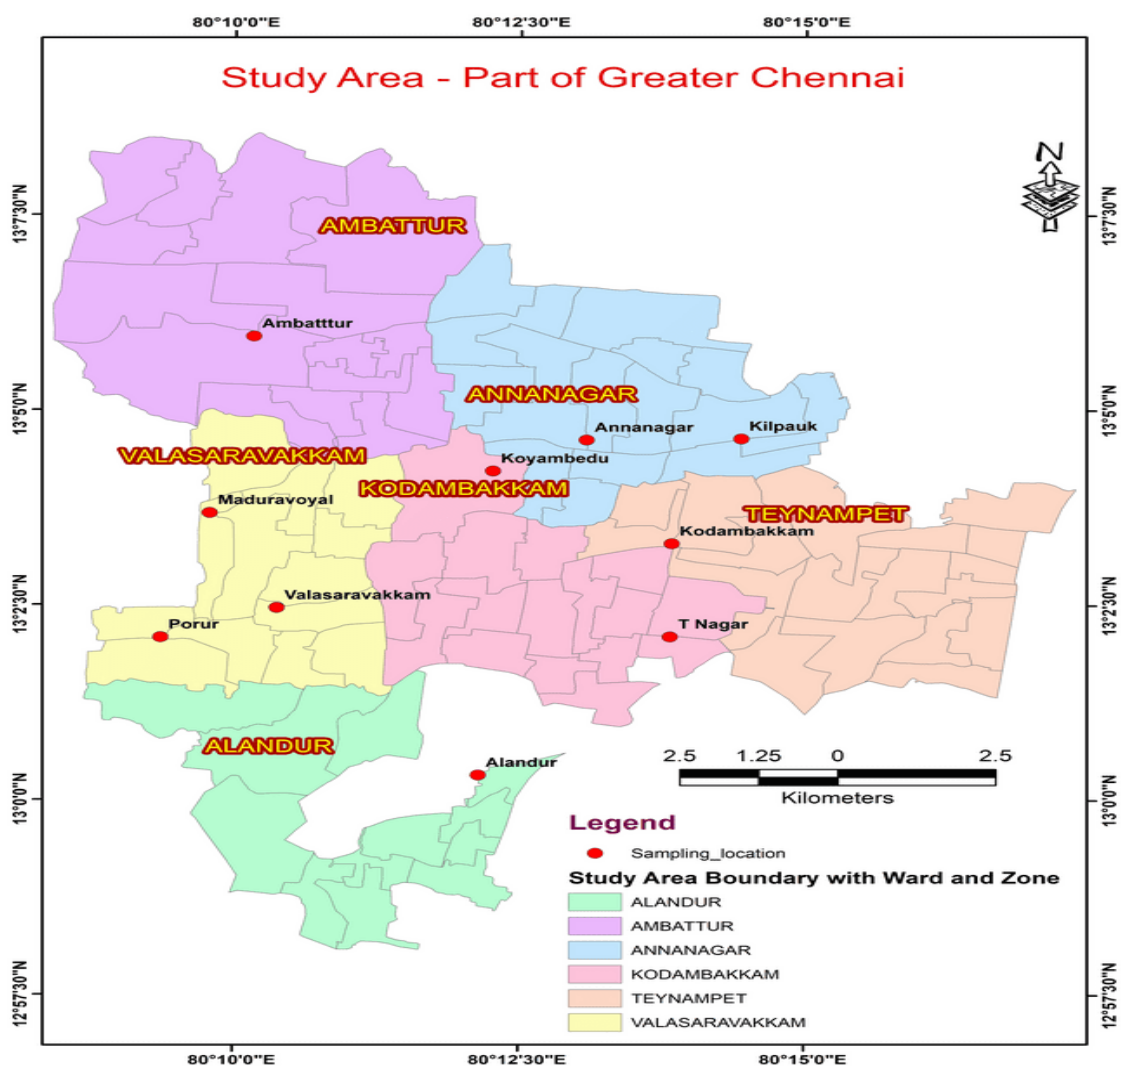 80°10'0"E 80°12'30"E 80°15'0"E
Study Area - Part of Greater Chennai
N
13°7'30"N
13°7'30"N
AMBATTUR
Ambatttur
ANNANAGAR
13°5'0"N
13°5'0"N
Annanagar
Kilpauk
VALASARAVAKKAM
Koyambedu
KODAMBAKKAM
Maduravoyal
TEYNAMPET
Kodambakkam
Valasaravakkam
13°2'30"N
13°2'30"N
Porur
T Nagar
ALANDUR
Alandur
2.5 1.25 0 2.5
Kilometers
13°0'0"N
13°0'0"N
Legend
Sampling_location
Study Area Boundary with Ward and Zone
ALANDUR
AMBATTUR
ANNANAGAR
KODAMBAKKAM
TEYNAMPET
VALASARAVAKKAM
12°57'30"N
12°57'30"N
80°10'0"E 80°12'30"E 80°15'0"E